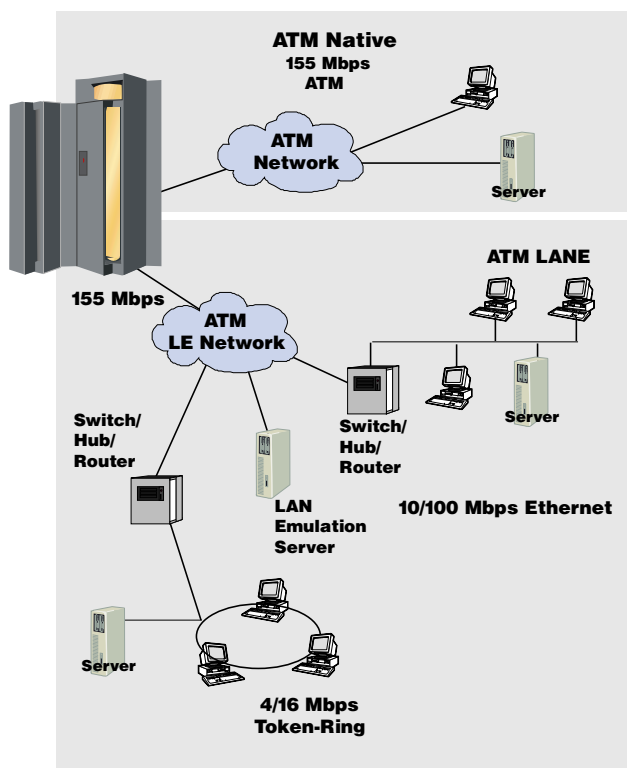 ATM Native
155 Mbps
ATM
ATM
Network
Server
ATM LANE
155 Mbps
ATM
LE Network
Server
Switch/
Hub/
Router
Switch/
Hub/
Router
LAN
Emulation
Server
10/100 Mbps Ethernet
Server
4/16 Mbps
Token-Ring